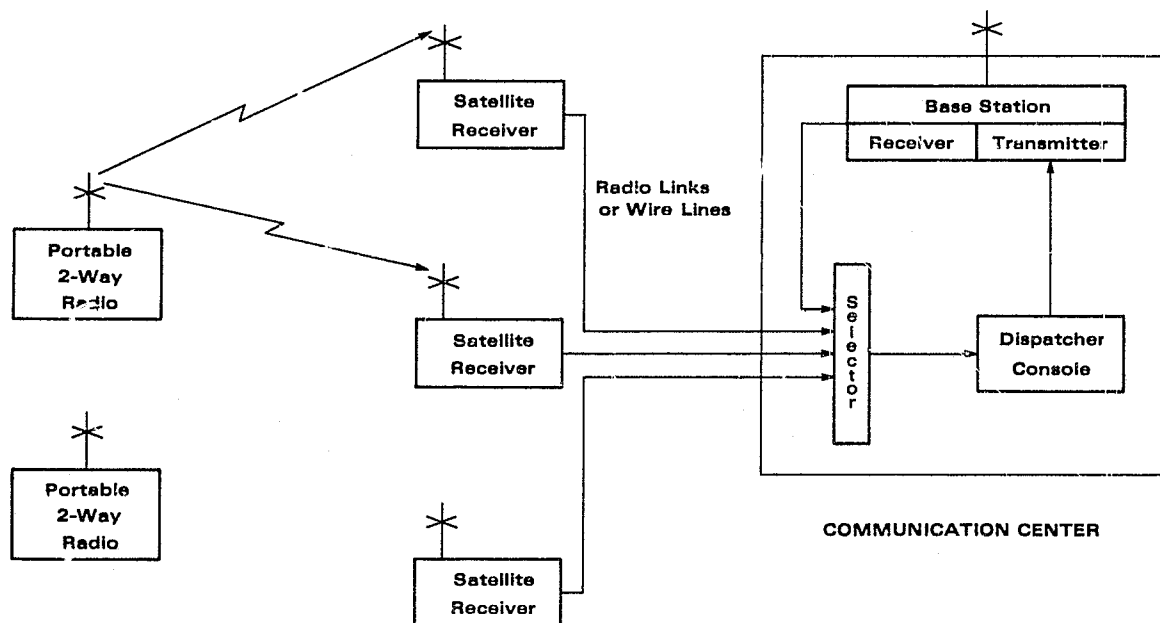 Satellite
Receiver
Base Station
Receiver
Transmitter
Radio Links
or Wire Lines
Portable
2-Way
Radio
Satellite
Receiver
Selector
Dispatcher
Console
Portable
2-Way
Radio
COMMUNICATION CENTER
Satellite
Receiver